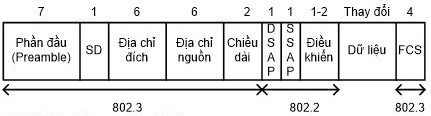 7 1 6 6 2 1 1 1-2 Thay đổi 4
Phần đầu
(Preamble)
SD
Địa chỉ
đích
Địa chỉ
nguồn
Chiều
dài
D
S
A
P
S
S
A
P
Điều
khiển
Dữ liệu
FCS
802.3 802.2 802.3